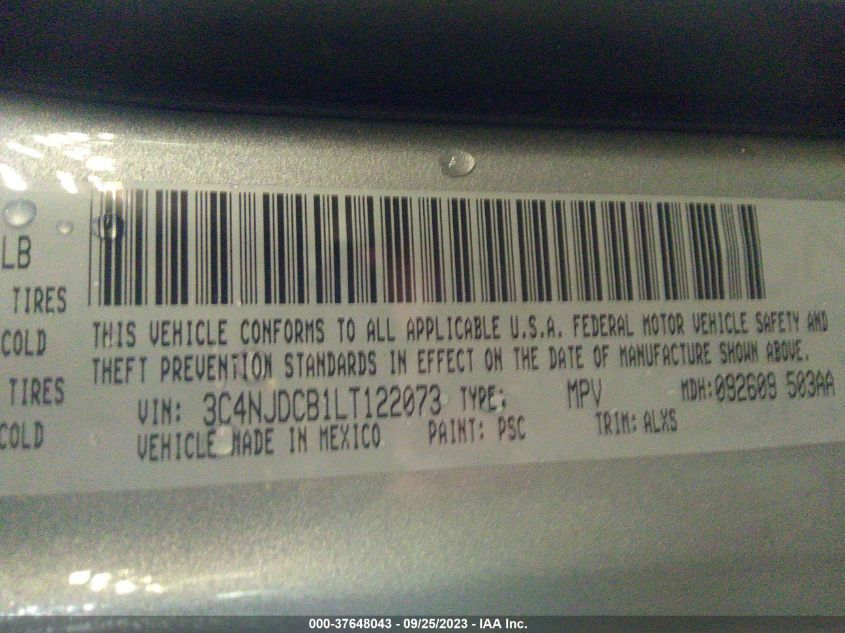 LB
TIRES
COLD
TIRES
COLD
THIS VEHICLE CONFORMS TO ALL APPLICABLE U.S.A. FEDERAL MOTOR VEHICLE SAFETY AND
THEFT PREVENTION STANDARDS IN EFFECT ON THE DATE OF MANUFACTURE SHOWN ABOVE.
VIN: 3C4NJDCB1LT122073 TYPE: MPV MDH:092609 503AA
VEHICLE MADE IN MEXICO PAINT: PSC TRIM: ALXS
000-37648043 - 09/25/2023 - IAA Inc.